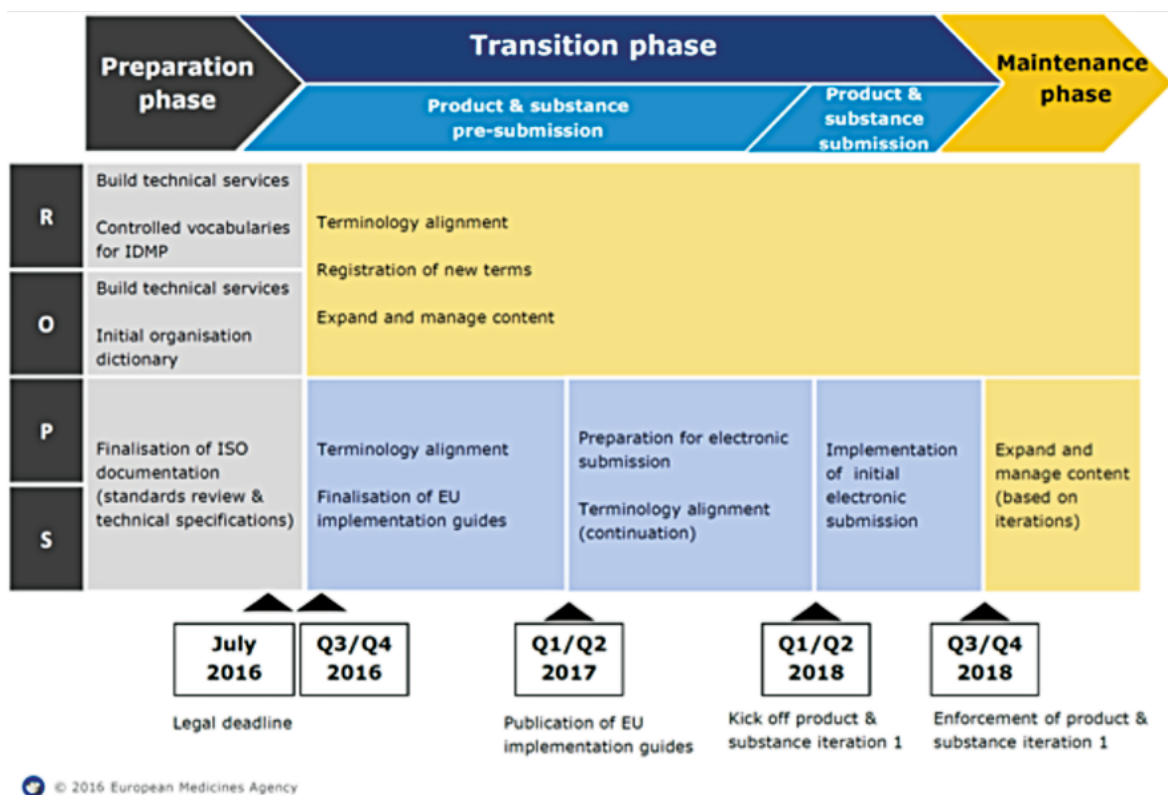 Preparation
phase
Transition phase
Product & substance
pre-submission
Product &
substance
submission
Maintenance
phase
R
Build technical services
Controlled vocabularies
for IDMP
O
Build technical services
Initial organisation
dictionary
Terminology alignment
Registration of new terms
Expand and manage content
P
S
Finalisation of ISO
documentation
(standards review &
technical specifications)
Terminology alignment
Finalisation of EU
implementation guides
Preparation for electronic
submission
Terminology alignment
(continuation)
Implementation
of initial
electronic
submission
Expand and
manage content
(based on
iterations)
July
2016
Legal deadline
Q3/Q4
2016
Q1/Q2
2017
Publication of EU
implementation guides
Q1/Q2
2018
Kick off product &
substance iteration 1
Q3/Q4
2018
Enforcement of product &
substance iteration 1
© 2016 European Medicines Agency